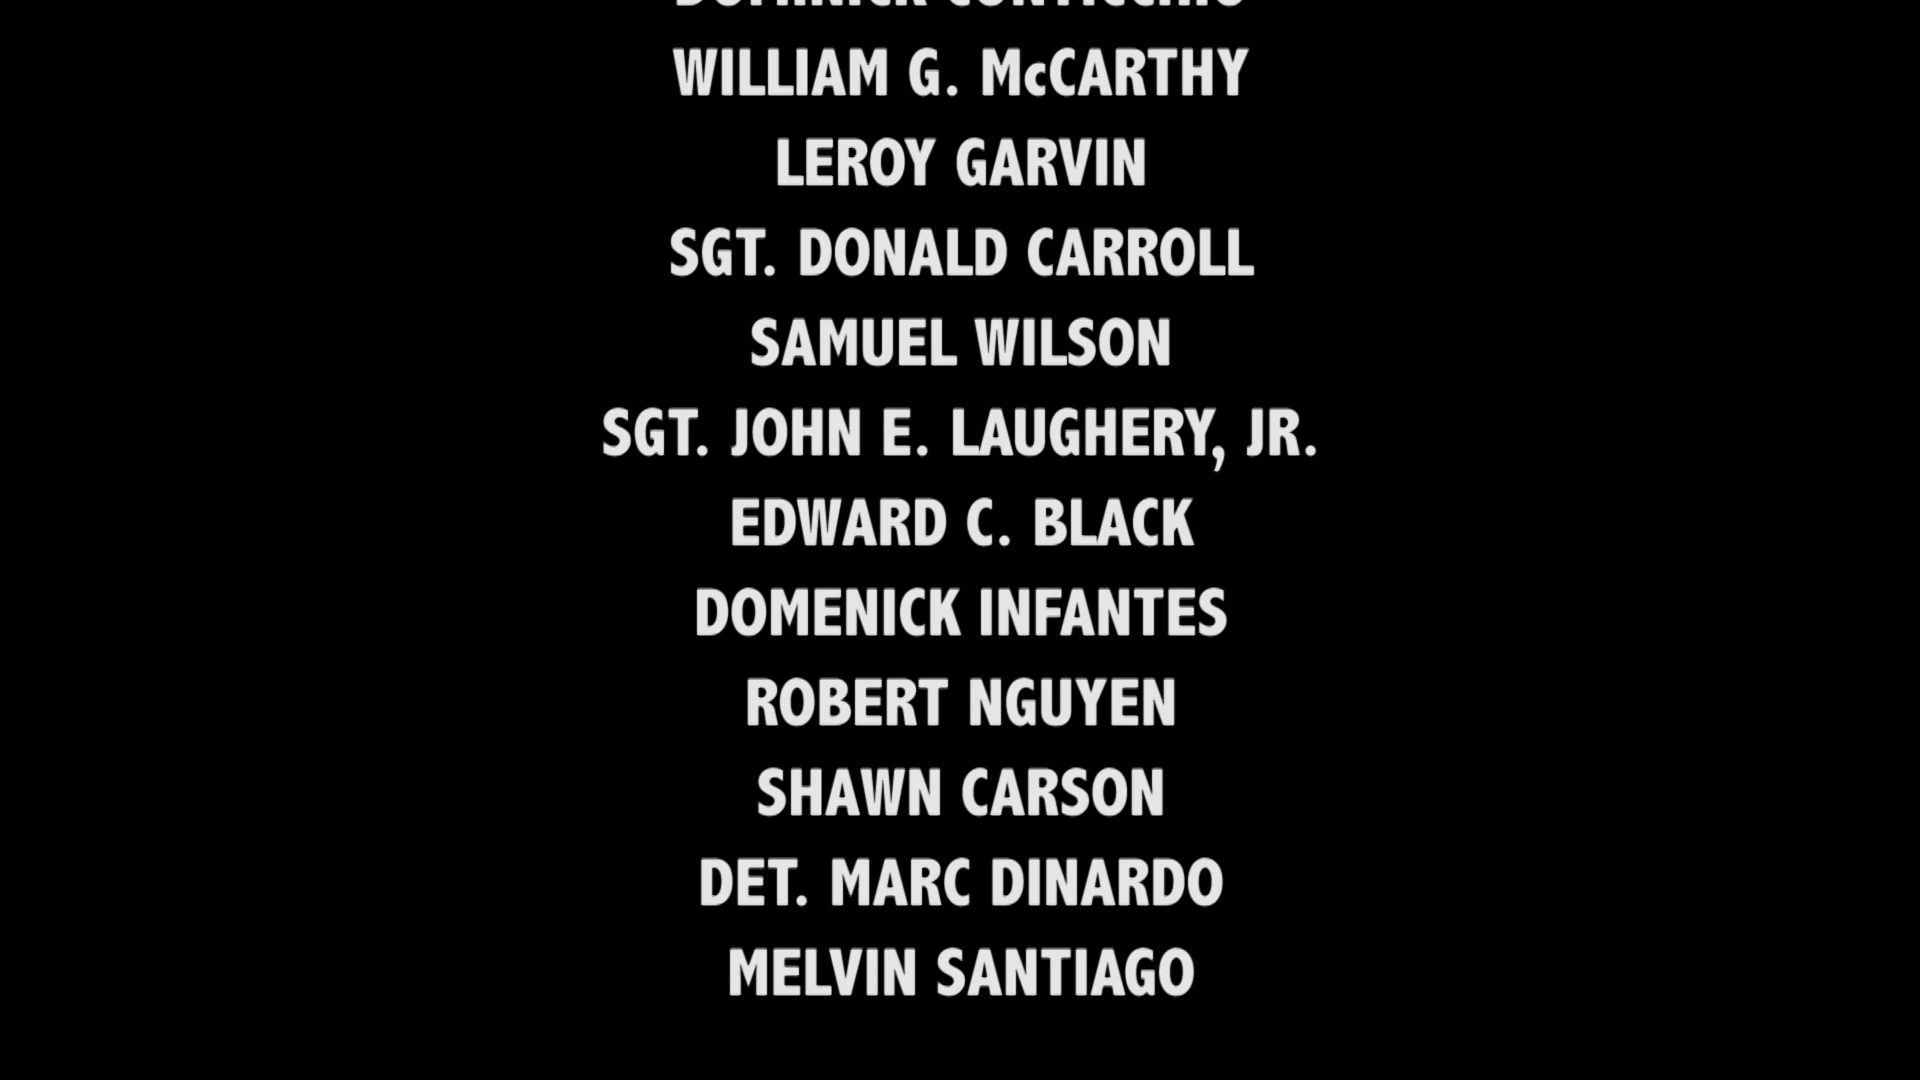 WILLIAM G. McCARTHY
LEROY GARVIN
SGT. DONALD CARROLL
SAMUEL WILSON
SGT. JOHN E. LAUGHERY, JR.
EDWARD C. BLACK
DOMENICK INFANTES
ROBERT NGUYEN
SHAWN CARSON
DET. MARC DINARDO
MELVIN SANTIAGO